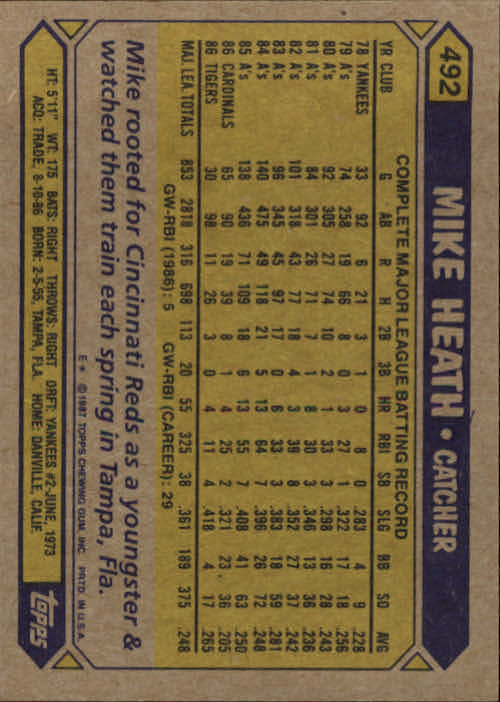 492 MIKE HEATH • CATCHER
COMPLETE MAJOR LEAGUE BATTING RECORD
YR CLUB G AB R H 2B 3B HR RBI SB SLG BB SO AVG
78 YANKEES 33 92 6 21 3 1 0 8 0 .283 4 9 .228
79 A's 74 258 19 66 8 0 3 27 1 .322 17 18 .256
80 A's 92 305 27 74 10 2 1 33 3 .298 16 28 .243
81 A's 84 301 26 71 7 1 8 30 3 .346 13 36 .236
82 A's 101 318 43 77 18 4 3 39 8 .352 27 37 .242
83 A's 96 345 45 97 17 0 6 33 3 .383 18 59 .281
84 A's 140 475 49 118 21 5 13 64 7 .396 26 72 .248
85 A's 138 436 71 109 18 6 13 55 7 .408 41 63 .250
86 CARDINALS 65 90 19 39 8 1 4 25 2 .321 23 36 .205
86 TIGERS 30 98 11 26 3 0 4 11 4 .418 4 17 .265
MAJ. LEA. TOTALS 853 2818 316 698 113 20 55 325 38 .361 189 375 .248
GW-RBI (1986): 5 GW-RBI (CAREER): 29
Mike rooted for Cincinnati Reds as a youngster &
watched them train each spring in Tampa, Fla.
E* © 1987 TOPPS CHEWING GUM, INC. PRTD. IN U.S.A.
HT: 5'11" WT: 175 BATS: RIGHT THROWS: RIGHT DRFT: YANKEES #2-JUNE, 1973
ACQ: TRADE, 8-10-86 BORN: 2-5-55, TAMPA, FLA. HOME: DANVILLE, CALIF.
topps